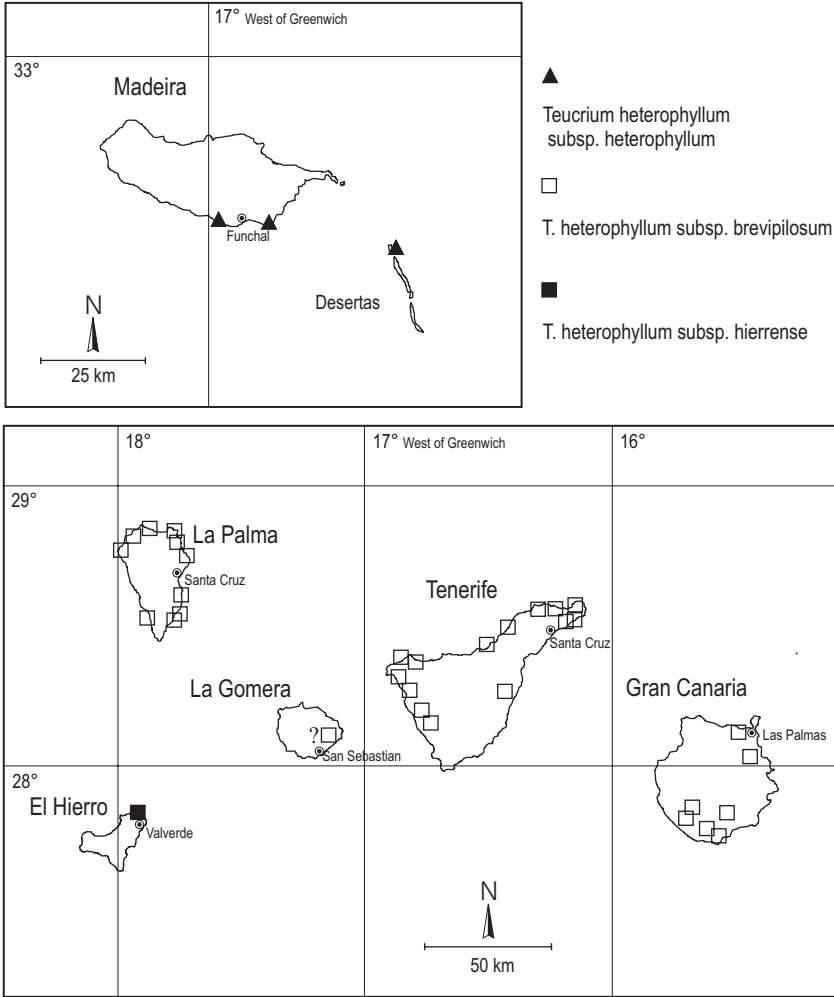 17° West of Greenwich
33°
Madeira
Funchal
Desertas
N
25 km
Teucrium heterophyllum
subsp. heterophyllum
T. heterophyllum subsp. brevipilosum
T. heterophyllum subsp. hierrense
18°
17° West of Greenwich
16°
29°
La Palma
Santa Cruz
Tenerife
Santa Cruz
La Gomera
?
San Sebastian
Gran Canaria
Las Palmas
28°
El Hierro
Valverde
N
50 km